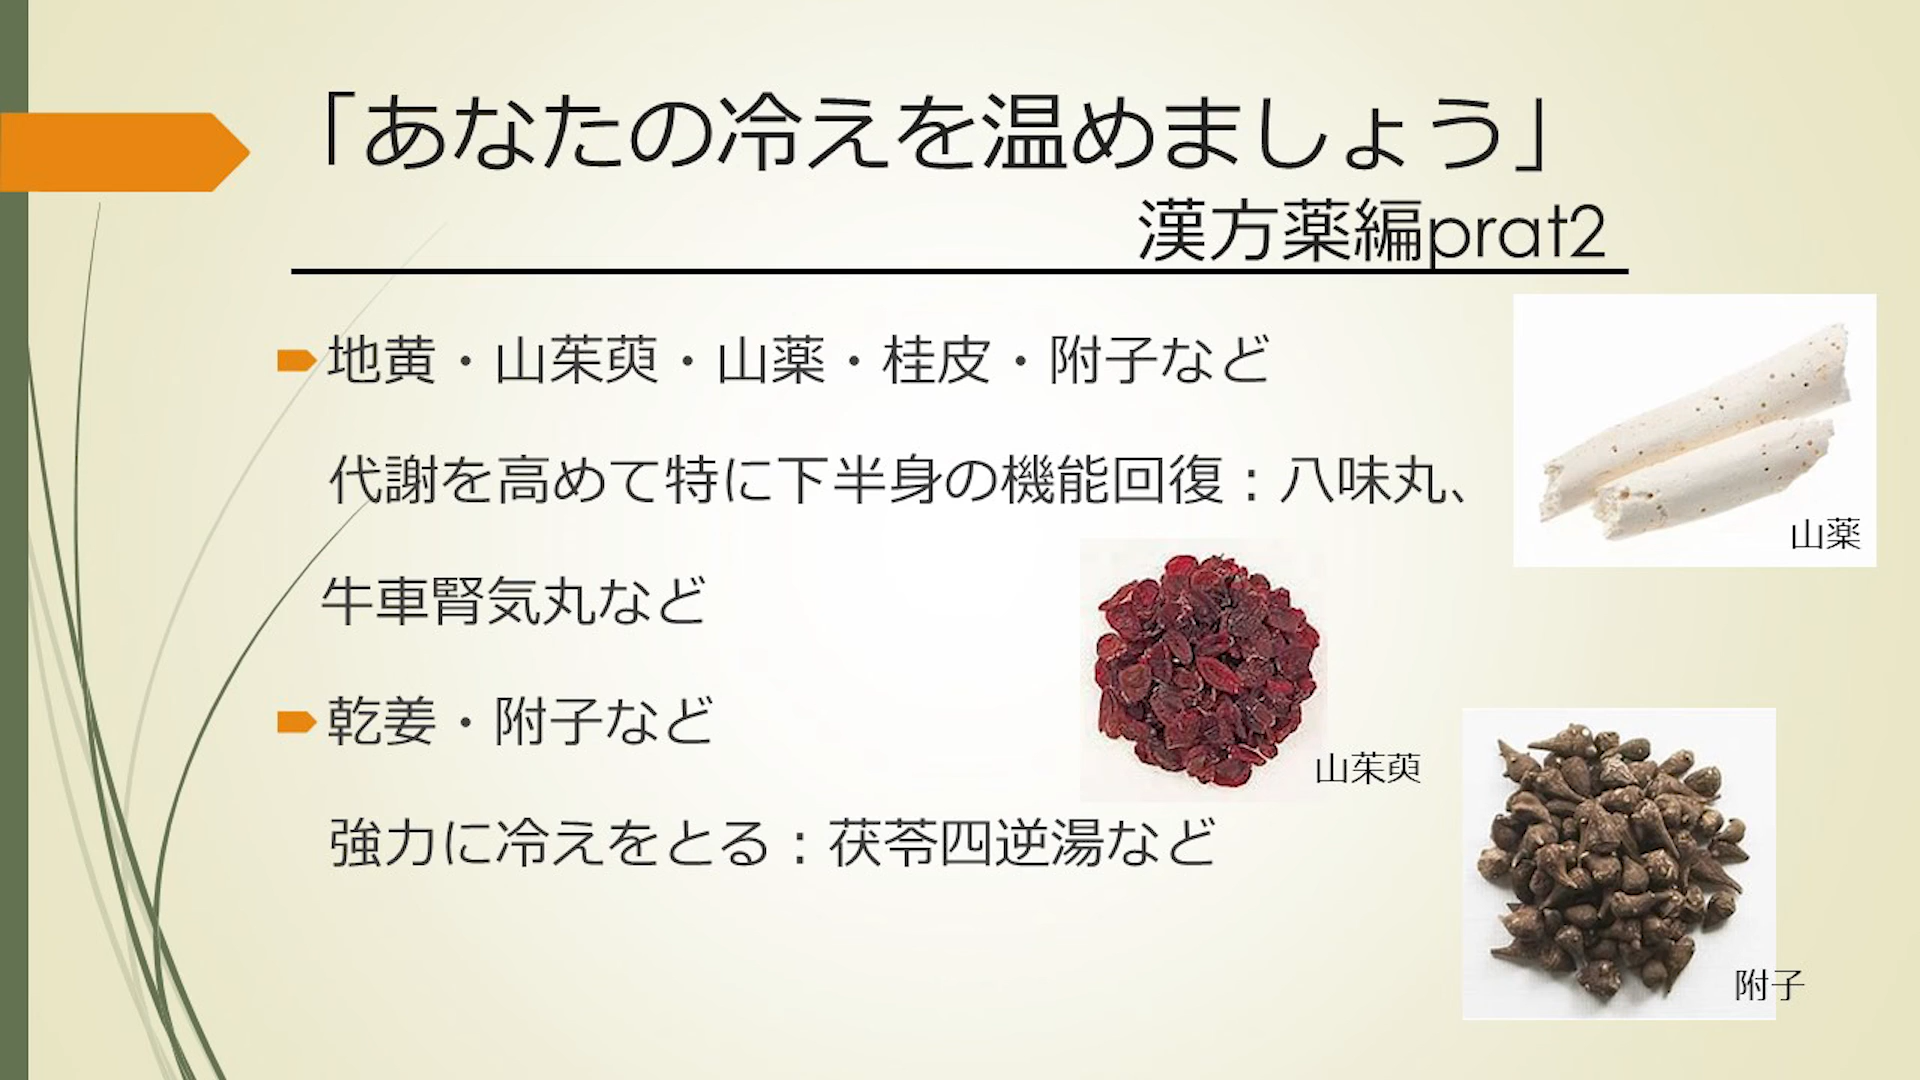 「あなたの冷えを温めましょう」
漢方薬編prat2
地黄・山茱萸・山薬・桂皮・附子など
代謝を高めて特に下半身の機能回復：八味丸、
牛車腎気丸など
乾姜・附子など
強力に冷えをとる：茯苓四逆湯など
山薬
山茱萸
附子